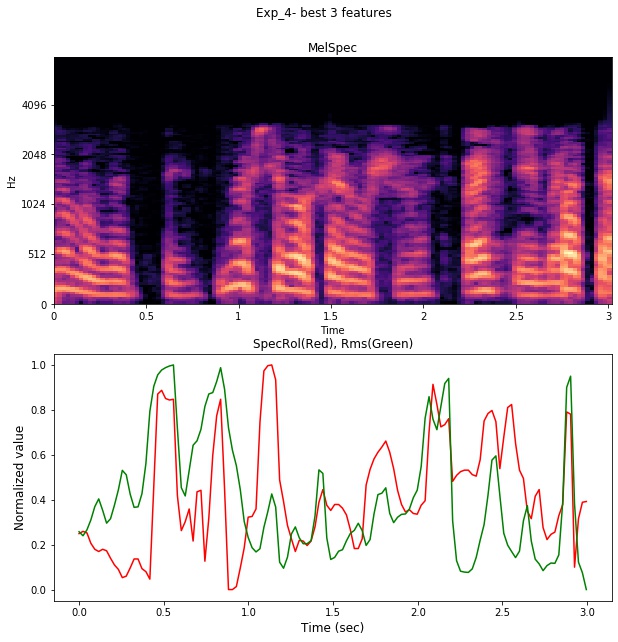 Exp_4- best 3 features
MelSpec
4096
2048
1024
512
0
Hz
0 0.5 1 1.5 2 2.5 3
Time
SpecRol(Red), Rms(Green)
1.0
0.8
0.6
0.4
0.2
0.0
Normalized value
0.0 0.5 1.0 1.5 2.0 2.5 3.0
Time (sec)